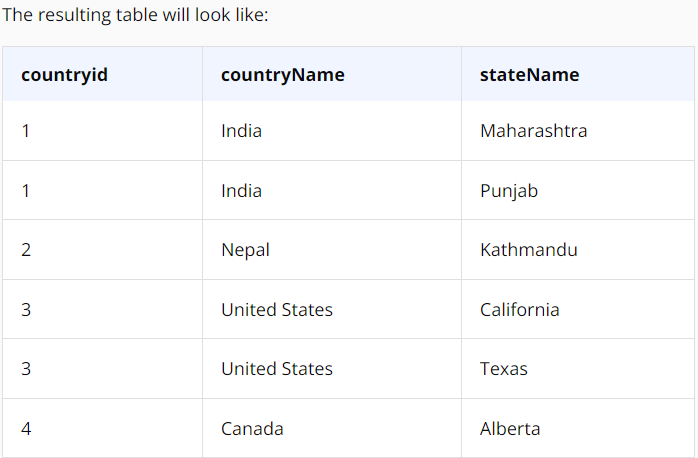 The resulting table will look like:
countryid countryName stateName
1 India Maharashtra
1 India Punjab
2 Nepal Kathmandu
3 United States California
3 United States Texas
4 Canada Alberta